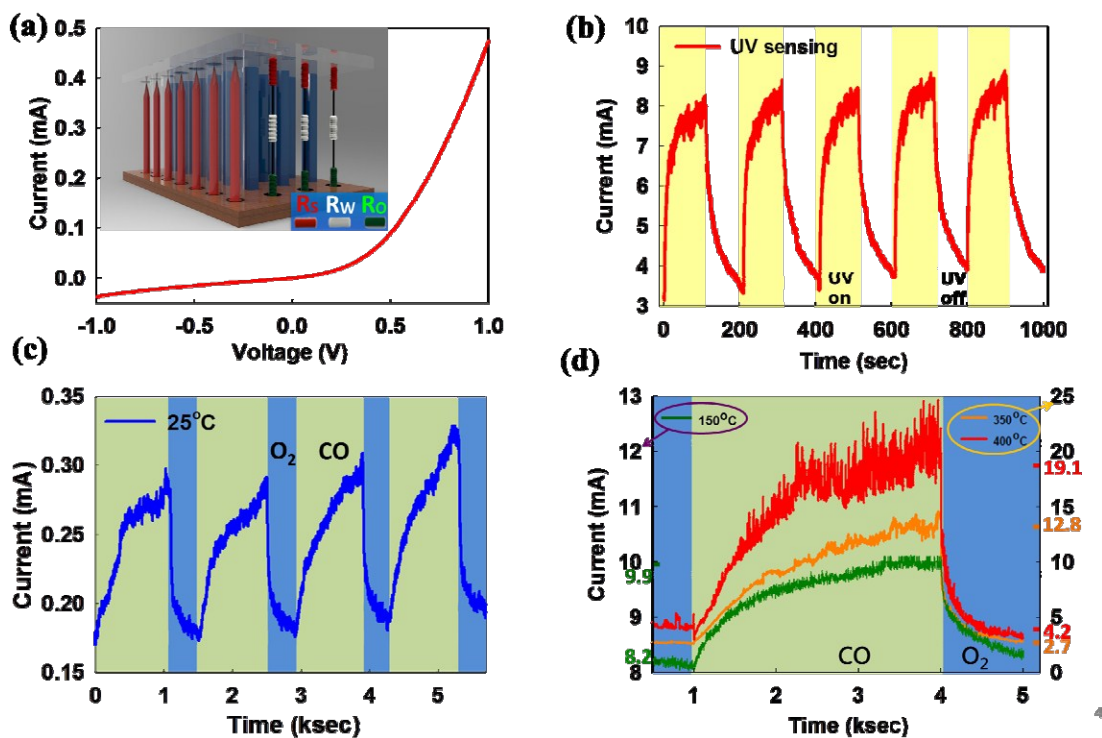 (a)
0.5
0.4
0.3
0.2
0.1
0.0
Current (mA)
Rs Rw Ro
-1.0 -0.5 0.0 0.5 1.0
Voltage (V)
(b)
10
9
8
7
6
5
4
3
Current (mA)
UV sensing
UV on
UV off
0 200 400 600 800 1000
Time (sec)
(c)
0.35
0.30
0.25
0.20
0.15
Current (mA)
25°C
O2
CO
0 1 2 3 4 5
Time (ksec)
(d)
13
12
11
10
9.9
9
8.2
8
Current (mA)
150°C
350°C
400°C
CO
O2
25
20
19.1
15
12.8
10
5
4.2
2.7
0
Current (mA)
1 2 3 4 5
Time (ksec)
4